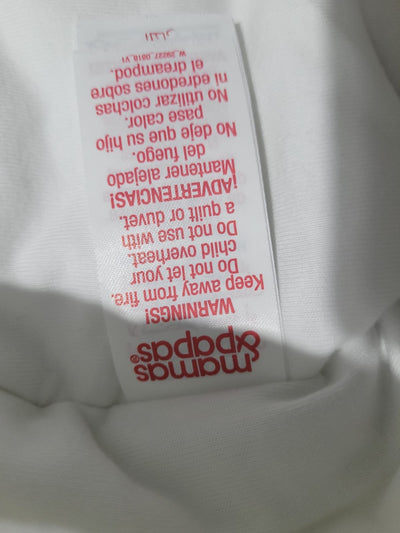 mamas
&papas®
WARNINGS!
Keep away from fire.
Do not let your
child overheat.
Do not use with
a quilt or duvet.
¡ADVERTENCIAS!
Mantener alejado
del fuego.
No deje que su hijo
pase calor.
No utilizar colchas
ni edredones sobre
el dreampod.
W_29227_0818_V1